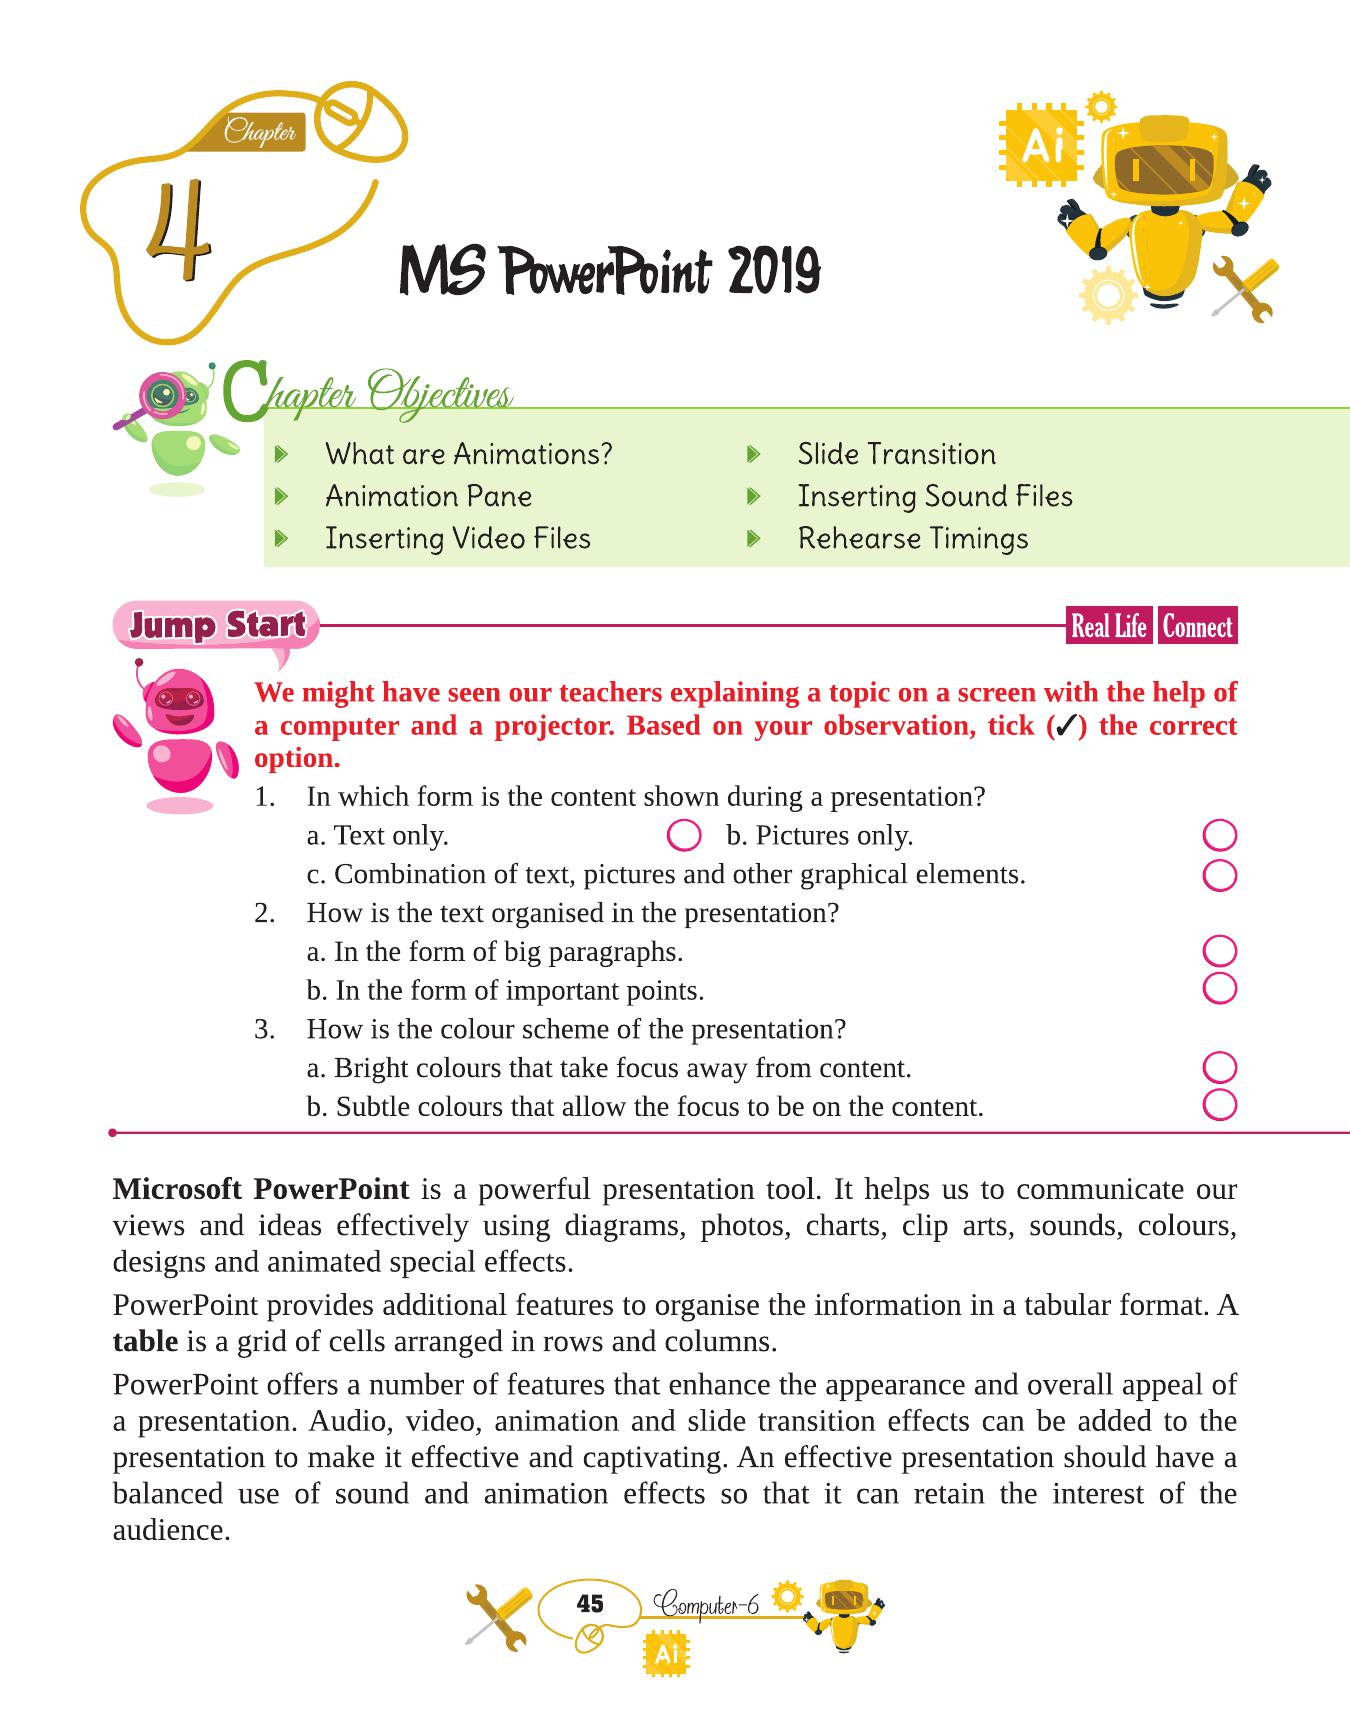 Chapter
4
Ai
MS PowerPoint 2019
Chapter Objectives
What are Animations?
Slide Transition
Animation Pane
Inserting Sound Files
Inserting Video Files
Rehearse Timings
Jump Start
Real Life Connect
We might have seen our teachers explaining a topic on a screen with the help of
a computer and a projector. Based on your observation, tick (✓) the correct
option.
1. In which form is the content shown during a presentation?
a. Text only. b. Pictures only.
c. Combination of text, pictures and other graphical elements.
2. How is the text organised in the presentation?
a. In the form of big paragraphs.
b. In the form of important points.
3. How is the colour scheme of the presentation?
a. Bright colours that take focus away from content.
b. Subtle colours that allow the focus to be on the content.
Microsoft PowerPoint is a powerful presentation tool. It helps us to communicate our
views and ideas effectively using diagrams, photos, charts, clip arts, sounds, colours,
designs and animated special effects.
PowerPoint provides additional features to organise the information in a tabular format. A
table is a grid of cells arranged in rows and columns.
PowerPoint offers a number of features that enhance the appearance and overall appeal of
a presentation. Audio, video, animation and slide transition effects can be added to the
presentation to make it effective and captivating. An effective presentation should have a
balanced use of sound and animation effects so that it can retain the interest of the
audience.
45
Computer-6
Ai